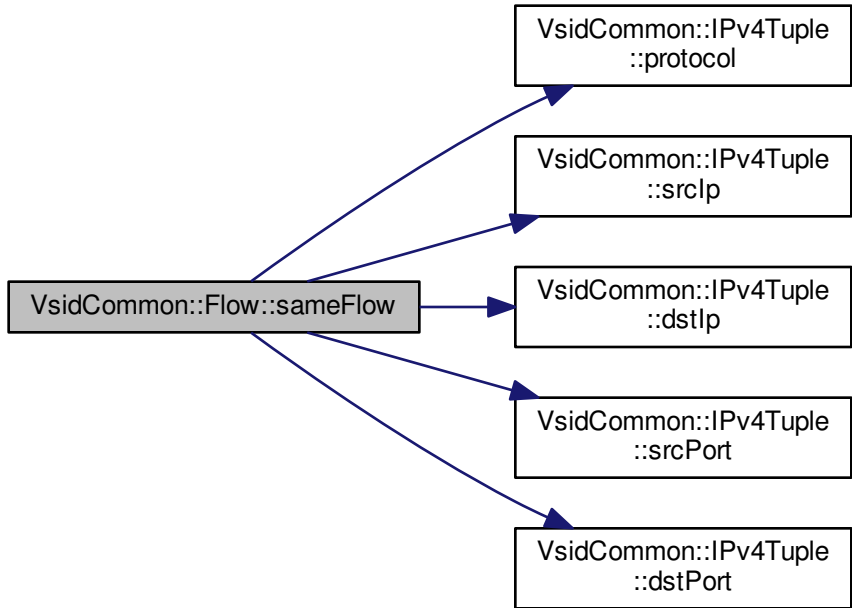 VsidCommon::IPv4Tuple
::protocol
VsidCommon::IPv4Tuple
::srcIp
VsidCommon::Flow::sameFlow
VsidCommon::IPv4Tuple
::dstIp
VsidCommon::IPv4Tuple
::srcPort
VsidCommon::IPv4Tuple
::dstPort